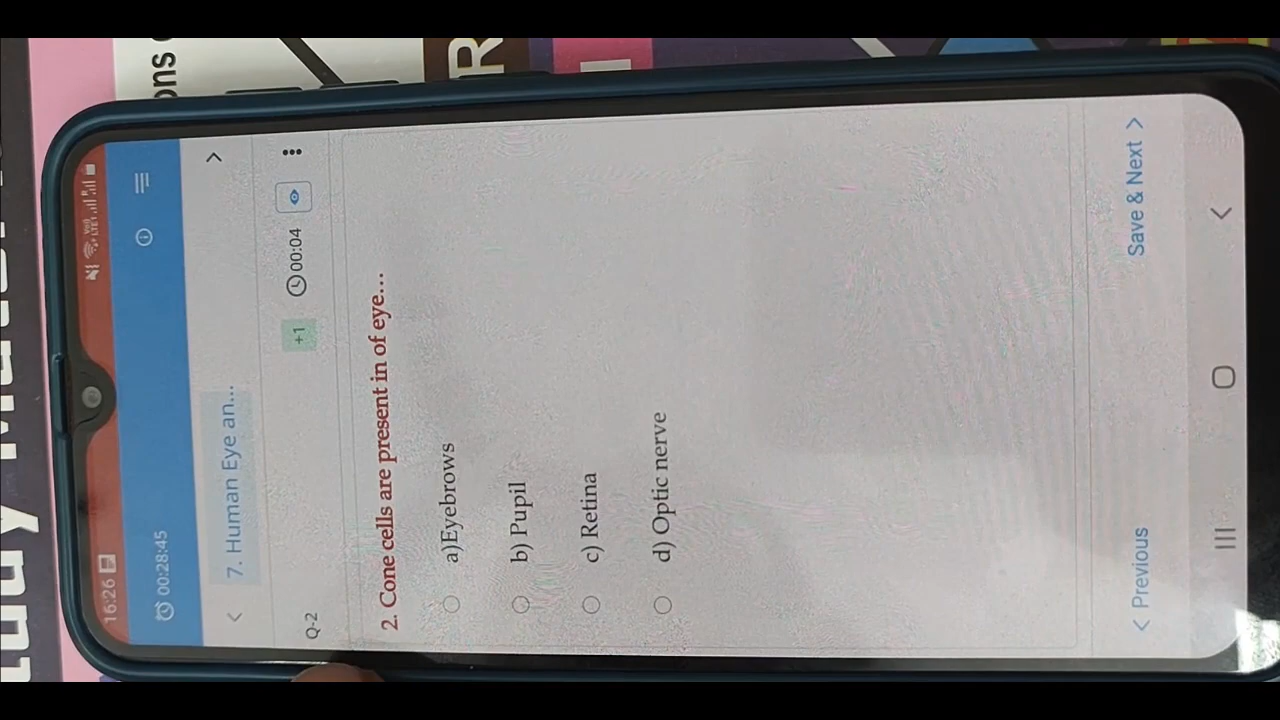 16:26
00:28:45
7. Human Eye an...
Q-2
+1
00:04
2. Cone cells are present in of eye...
a)Eyebrows
b) Pupil
c) Retina
d) Optic nerve
< Previous
Save & Next >
ons
R